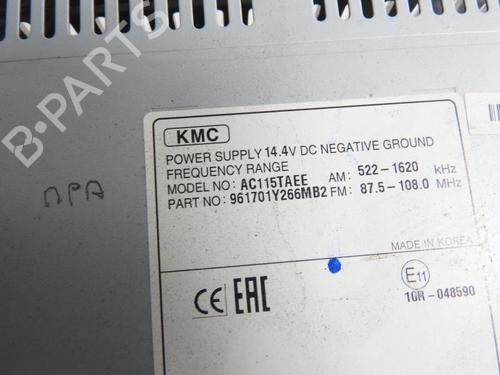 B-PARTS
KMC
POWER SUPPLY 14.4V DC NEGATIVE GROUND
FREQUENCY RANGE
MODEL NO: AC115TAEE AM: 522-1620 kHz
PART NO: 961701Y266MB2 FM: 87.5-108.0 MHz
MADE IN KOREA
CE EAC E11
10R-048590